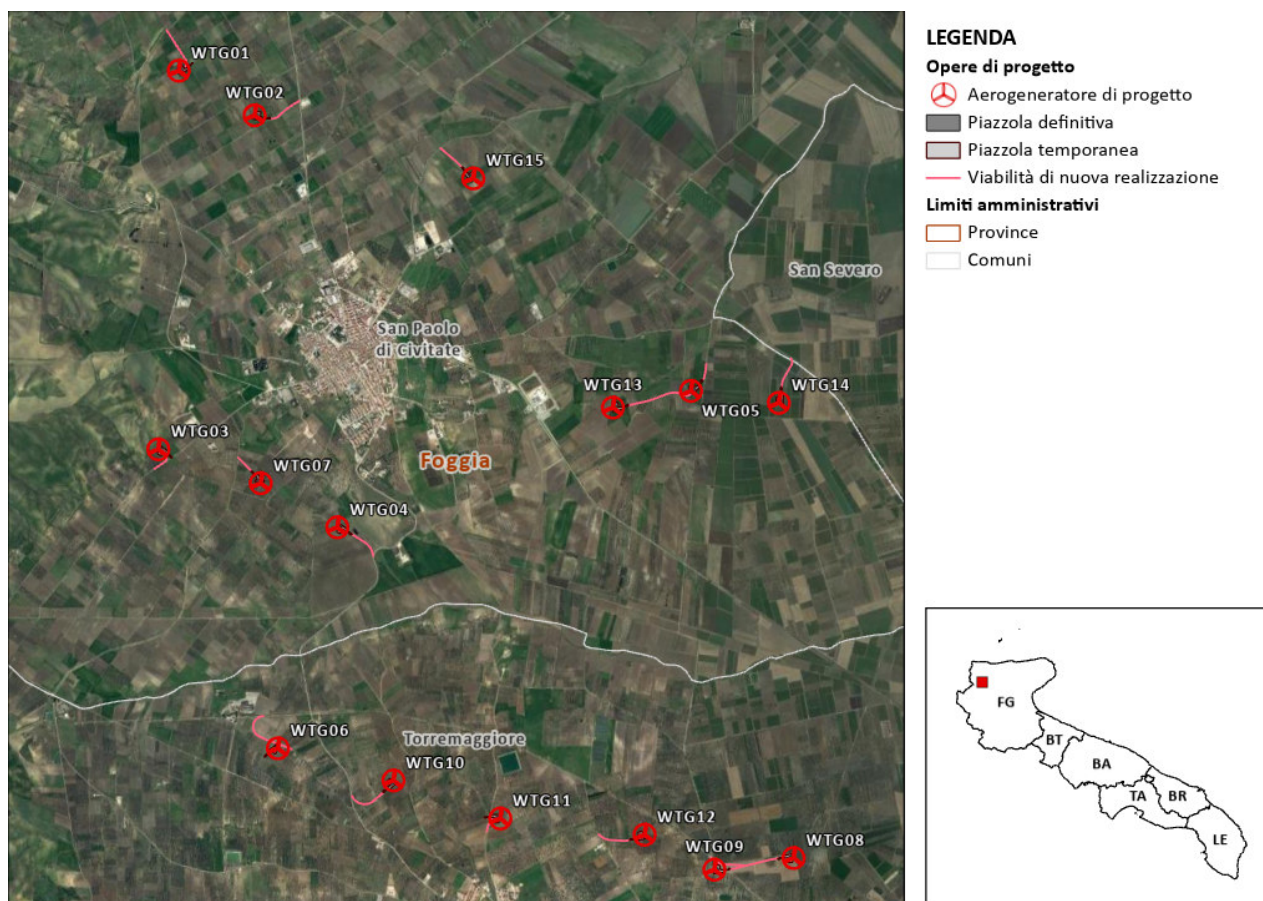 WTG01
WTG02
WTG15
San Severo
San Paolo
di Civitate
WTG13
WTG14
WTG05
WTG03
Foggia
WTG07
WTG04
WTG06
Torremaggiore
WTG10
WTG11
WTG12
WTG09
WTG08
LEGENDA
Opere di progetto
Aerogeneratore di progetto
Piazzola definitiva
Piazzola temporanea
Viabilità di nuova realizzazione
Limiti amministrativi
Province
Comuni
FG
BT
BA
TA
BR
LE